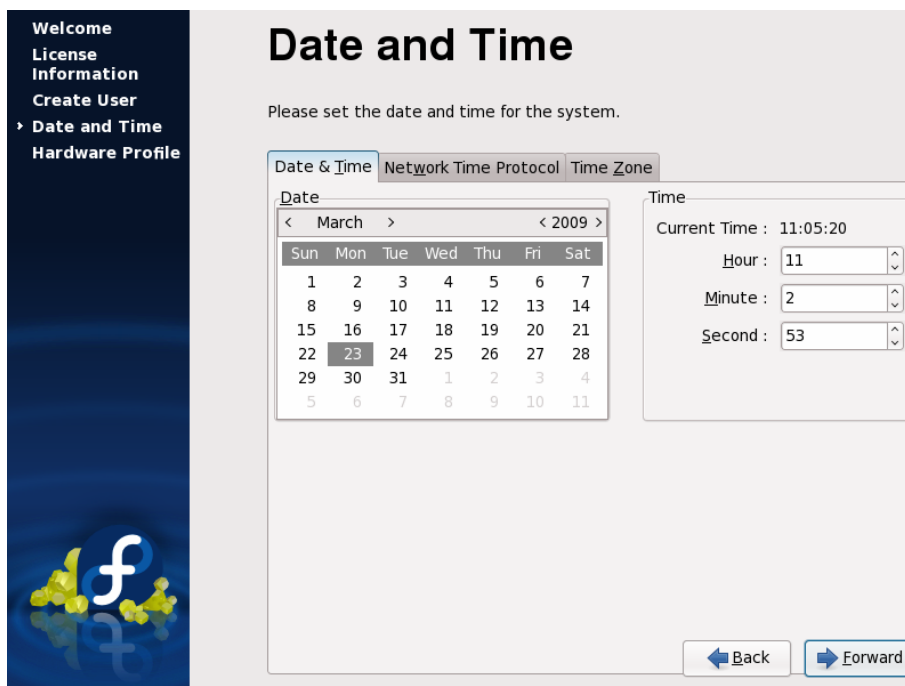 Welcome
License
Information
Create User
Date and Time
Hardware Profile
Date and Time
Please set the date and time for the system.
Date & Time Network Time Protocol Time Zone
Date
< March > < 2009 >
Sun Mon Tue Wed Thu Fri Sat
1 2 3 4 5 6 7
8 9 10 11 12 13 14
15 16 17 18 19 20 21
22 23 24 25 26 27 28
29 30 31 1 2 3 4
5 6 7 8 9 10 11
Time
Current Time : 11:05:20
Hour : 11
Minute : 2
Second : 53
Back Forward